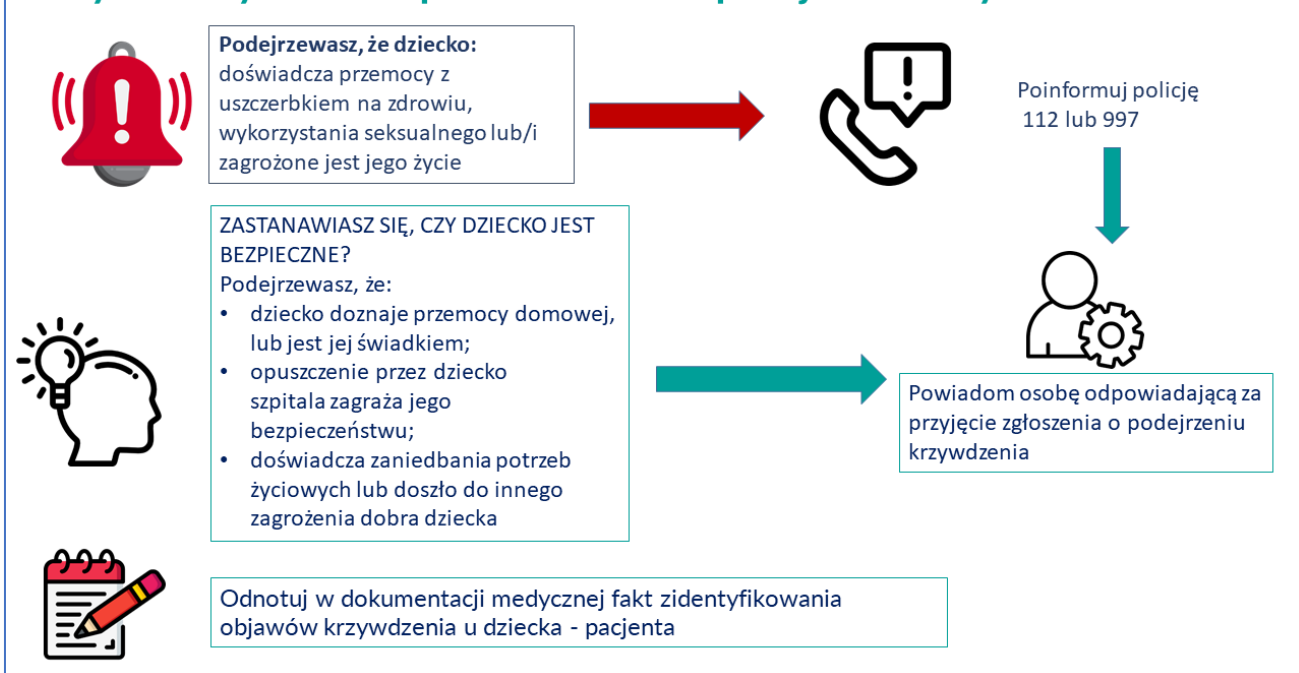 Podejrzewasz, że dziecko:
doświadcza przemocy z
uszczerbkiem na zdrowiu,
wykorzystania seksualnego lub/i
zagrożone jest jego życie
Poinformuj policję
112 lub 997
ZASTANAWIASZ SIĘ, CZY DZIECKO JEST
BEZPIECZNE?
Podejrzewasz, że:
• dziecko doznaje przemocy domowej,
lub jest jej świadkiem;
• opuszczenie przez dziecko
szpitala zagraża jego
bezpieczeństwu;
• doświadcza zaniedbania potrzeb
życiowych lub doszło do innego
zagrożenia dobra dziecka
Powiadom osobę odpowiadającą za
przyjęcie zgłoszenia o podejrzeniu
krzywdzenia
Odnotuj w dokumentacji medycznej fakt zidentyfikowania
objawów krzywdzenia u dziecka - pacjenta